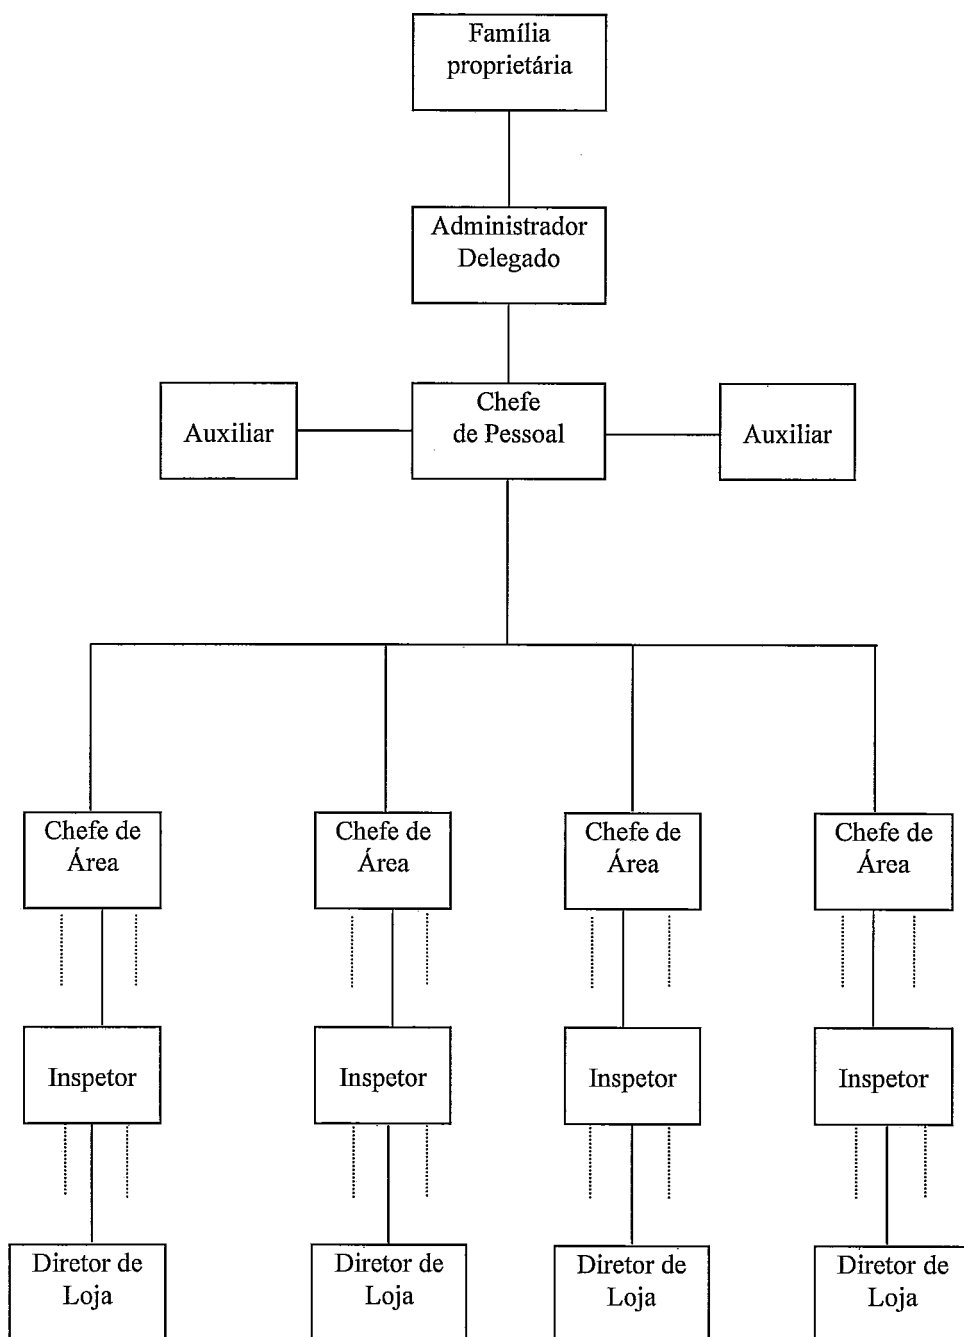 Família
proprietária
Administrador
Delegado
Auxiliar
Chefe
de Pessoal
Auxiliar
Chefe de
Área
Chefe de
Área
Chefe de
Área
Chefe de
Área
Inspetor
Inspetor
Inspetor
Inspetor
Diretor de
Loja
Diretor de
Loja
Diretor de
Loja
Diretor de
Loja